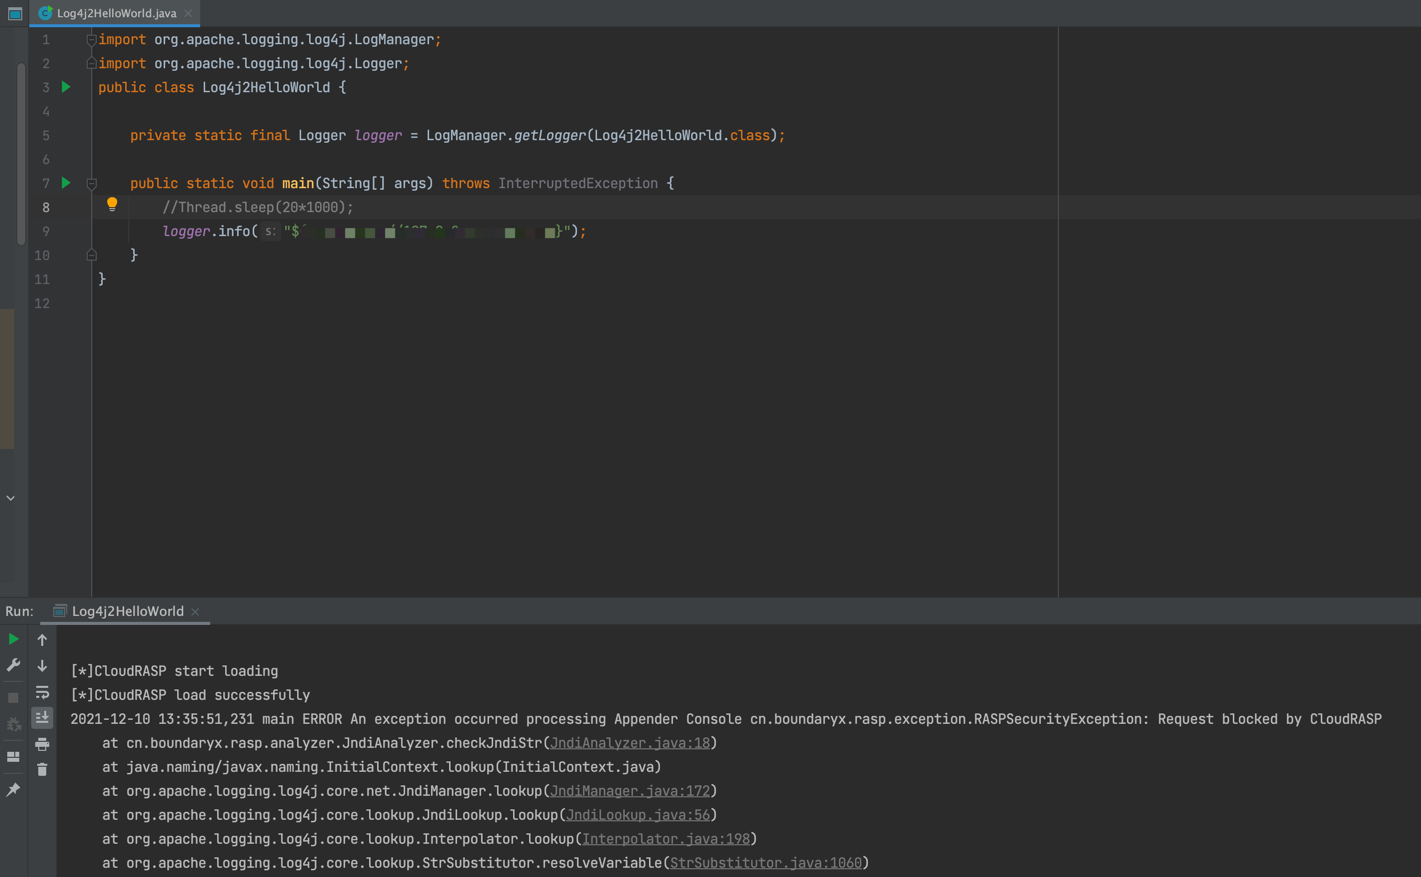 Log4j2HelloWorld.java
1 import org.apache.logging.log4j.LogManager;
2 import org.apache.logging.log4j.Logger;
3 public class Log4j2HelloWorld {
4
5 private static final Logger logger = LogManager.getLogger(Log4j2HelloWorld.class);
6
7 public static void main(String[] args) throws InterruptedException {
8 //Thread.sleep(20*1000);
9 logger.info( s: "$ }");
10 }
11 }
12
Run: Log4j2HelloWorld
[*]CloudRASP start loading
[*]CloudRASP load successfully
2021-12-10 13:35:51,231 main ERROR An exception occurred processing Appender Console cn.boundaryx.rasp.exception.RASPSecurityException: Request blocked by CloudRASP
at cn.boundaryx.rasp.analyzer.JndiAnalyzer.checkJndiStr(JndiAnalyzer.java:18)
at java.naming/javax.naming.InitialContext.lookup(InitialContext.java)
at org.apache.logging.log4j.core.net.JndiManager.lookup(JndiManager.java:172)
at org.apache.logging.log4j.core.lookup.JndiLookup.lookup(JndiLookup.java:56)
at org.apache.logging.log4j.core.lookup.Interpolator.lookup(Interpolator.java:198)
at org.apache.logging.log4j.core.lookup.StrSubstitutor.resolveVariable(StrSubstitutor.java:1060)